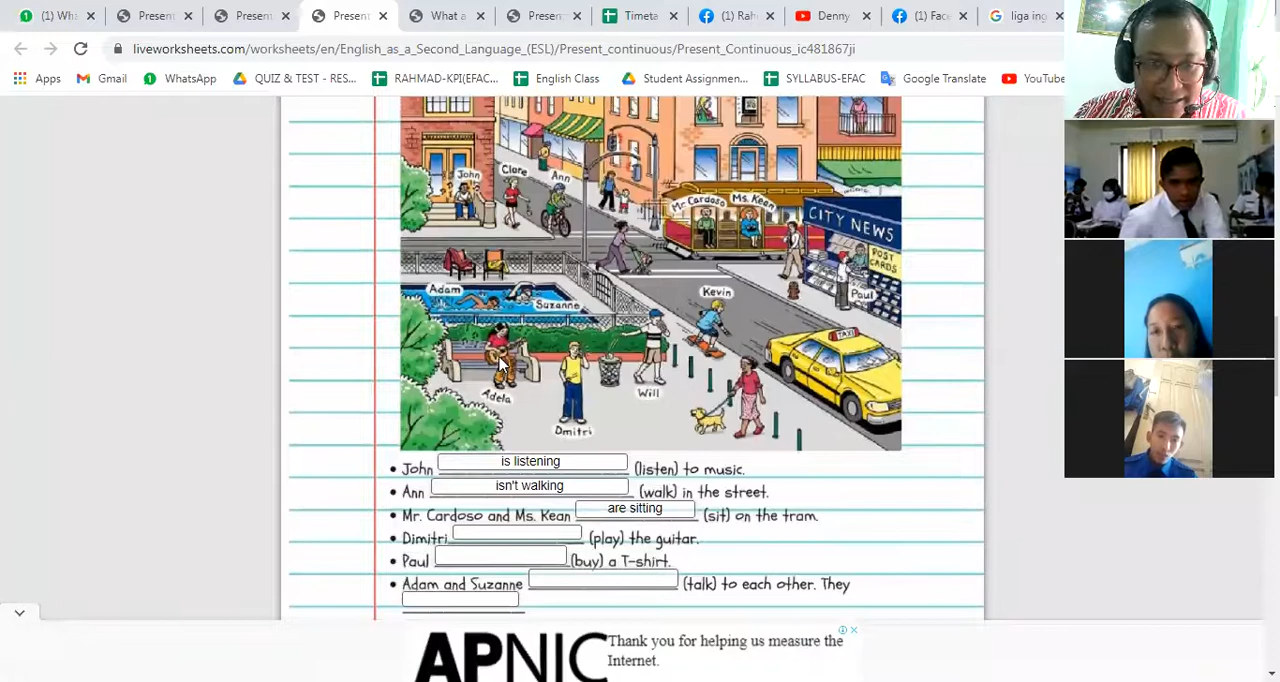 (1) Wh
Present
Present
Present
What a
Presen
Timeta
(1) Rah
Denny
(1) Face
liga ing
liveworksheets.com/worksheets/en/English_as_a_Second_Language_(ESL)/Present_continuous/Present_Continuous_ic481867ji
Apps
Gmail
WhatsApp
QUIZ & TEST - RES...
RAHMAD-KPI(EFAC...
English Class
Student Assignmen...
SYLLABUS-EFAC
Google Translate
YouTube
John
Clare
Ann
Mr. Cardoso
Ms. Kean
CITY NEWS
POST
CARDS
Adam
Suzanne
Kevin
Paul
TAXI
Adela
Will
Dmitri
• John is listening (listen) to music.
• Ann isn't walking (walk) in the street.
• Mr. Cardoso and Ms. Kean are sitting (sit) on the tram.
• Dimitri (play) the guitar.
• Paul (buy) a T-shirt.
• Adam and Suzanne (talk) to each other. They
APNIC
Thank you for helping us measure the
Internet.